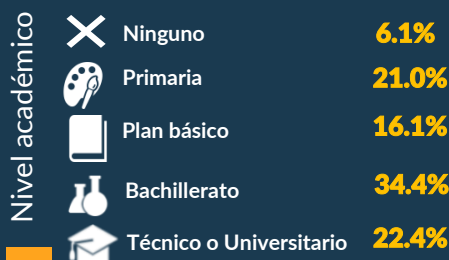 Nivel académico
Ninguno 6.1%
Primaria 21.0%
Plan básico 16.1%
Bachillerato 34.4%
Técnico o Universitario 22.4%